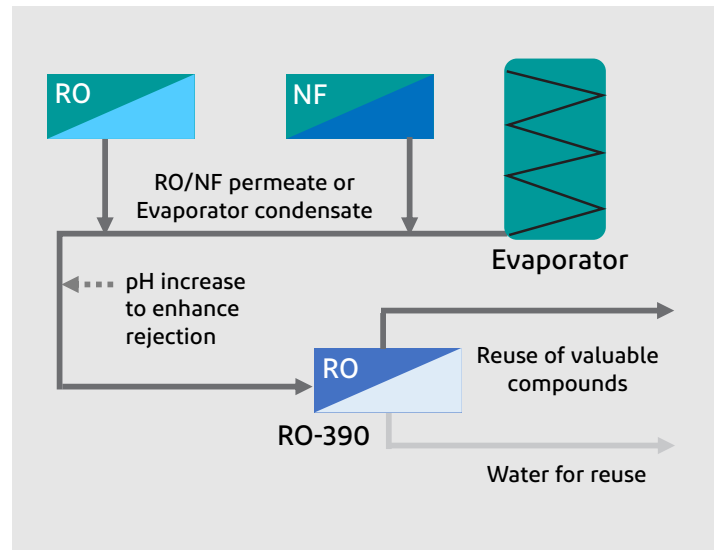 RO
NF
RO/NF permeate or
Evaporator condensate
Evaporator
pH increase
to enhance
rejection
RO
RO-390
Reuse of valuable
compounds
Water for reuse